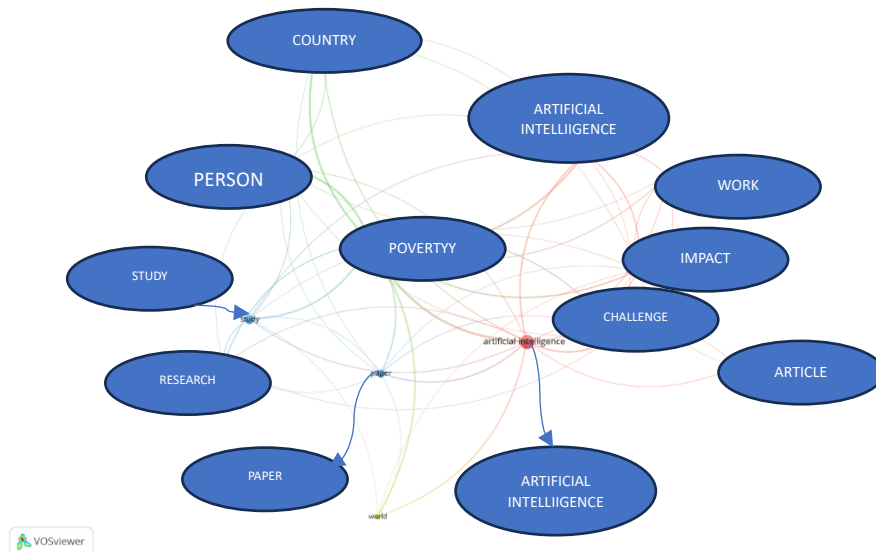 COUNTRY
ARTIFICIAL
INTELLIIGENCE
PERSON
WORK
POVERTYY
IMPACT
STUDY
study
CHALLENGE
artificial intelligence
paper
RESEARCH
ARTICLE
PAPER
ARTIFICIAL
INTELLIIGENCE
world
VOSviewer